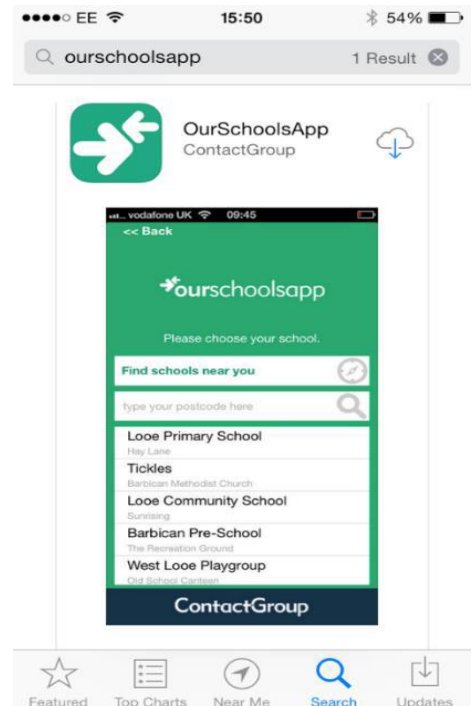 EE 15:50 54%
ourschoolsapp 1 Result
OurSchoolsApp
ContactGroup
vodafone UK 09:45
<< Back
ourschoolsapp
Please choose your school.
Find schools near you
type your postcode here
Looe Primary School
Hay Lane
Tickles
Barbican Methodist Church
Looe Community School
Sunrising
Barbican Pre-School
The Recreation Ground
West Looe Playgroup
Old School Canteen
ContactGroup
Featured Top Charts Near Me Search Updates